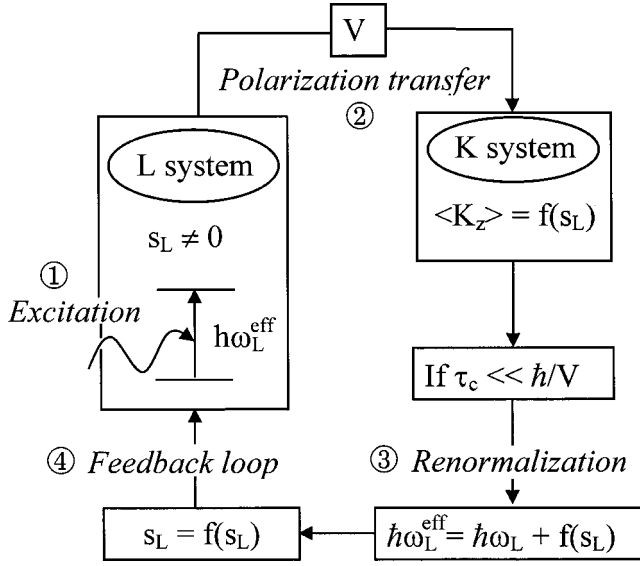 V
Polarization transfer
②
L system
K system
s_L ≠ 0
<K_z> = f(s_L)
①
Excitation
hω_L^eff
If τ_c << ℏ/V
④ Feedback loop
③ Renormalization
s_L = f(s_L)
ℏω_L^eff = ℏω_L + f(s_L)